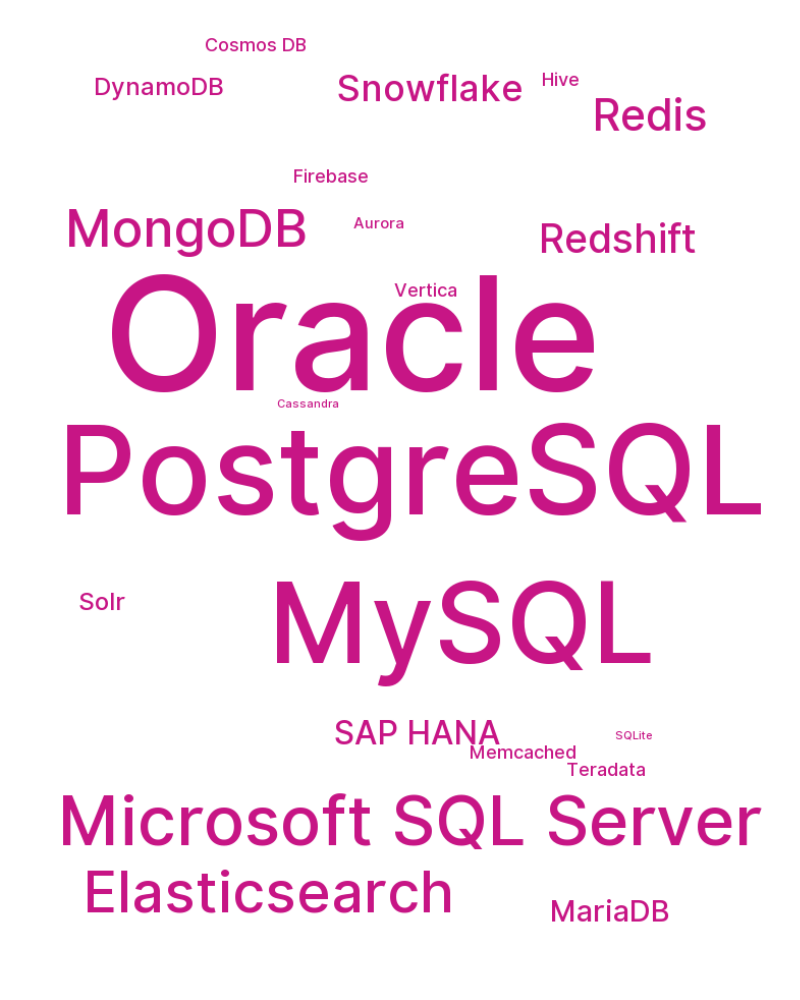 Cosmos DB
DynamoDB
Snowflake
Hive
Redis
Firebase
MongoDB
Aurora
Redshift
Vertica
Oracle
Cassandra
PostgreSQL
Solr
MySQL
SAP HANA
SQLite
Memcached
Teradata
Microsoft SQL Server
Elasticsearch
MariaDB